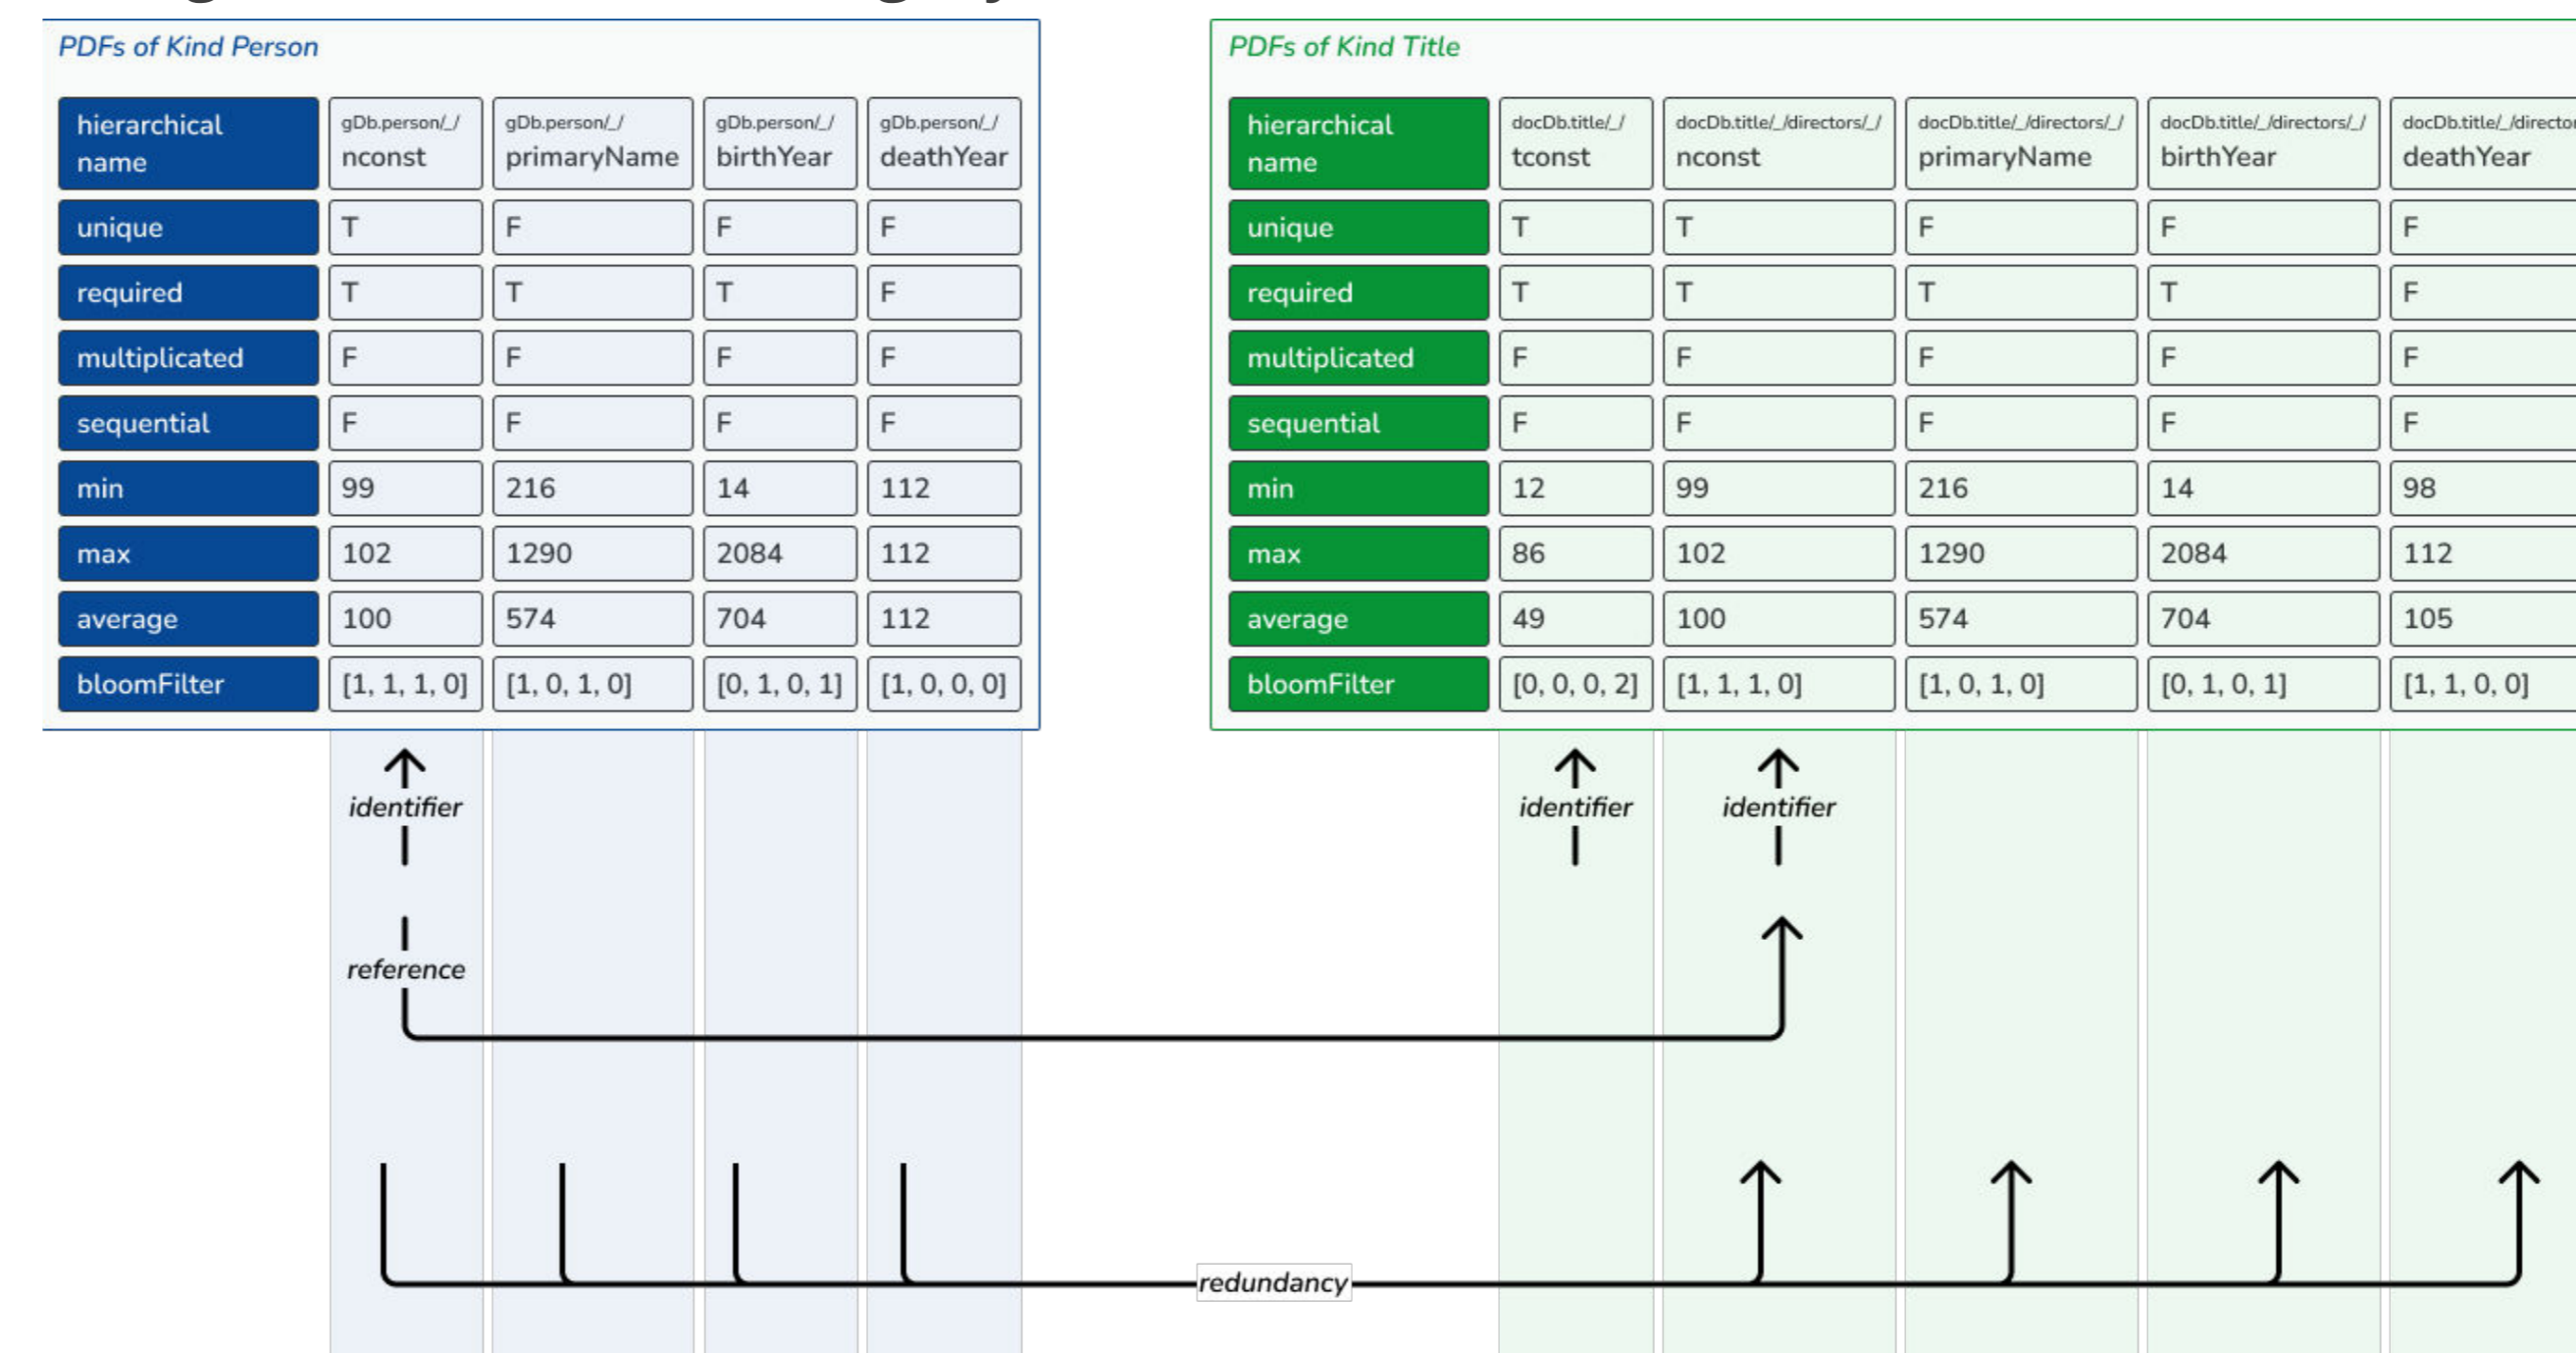 PDFs of Kind Person
hierarchical name
gDb.person/_/ nconst
gDb.person/_/ primaryName
gDb.person/_/ birthYear
gDb.person/_/ deathYear
unique T F F F
required T T T F
multiplicated F F F F
sequential F F F F
min 99 216 14 112
max 102 1290 2084 112
average 100 574 704 112
bloomFilter [1, 1, 1, 0] [1, 0, 1, 0] [0, 1, 0, 1] [1, 0, 0, 0]
PDFs of Kind Title
hierarchical name
docDb.title/_/ tconst
docDb.title/_/directors/_/ nconst
docDb.title/_/directors/_/ primaryName
docDb.title/_/directors/_/ birthYear
docDb.title/_/director deathYear
unique T T F F F
required T T T T F
multiplicated F F F F F
sequential F F F F F
min 12 99 216 14 98
max 86 102 1290 2084 112
average 49 100 574 704 105
bloomFilter [0, 0, 0, 2] [1, 1, 1, 0] [1, 0, 1, 0] [0, 1, 0, 1] [1, 1, 0, 0]
identifier
identifier
identifier
reference
redundancy